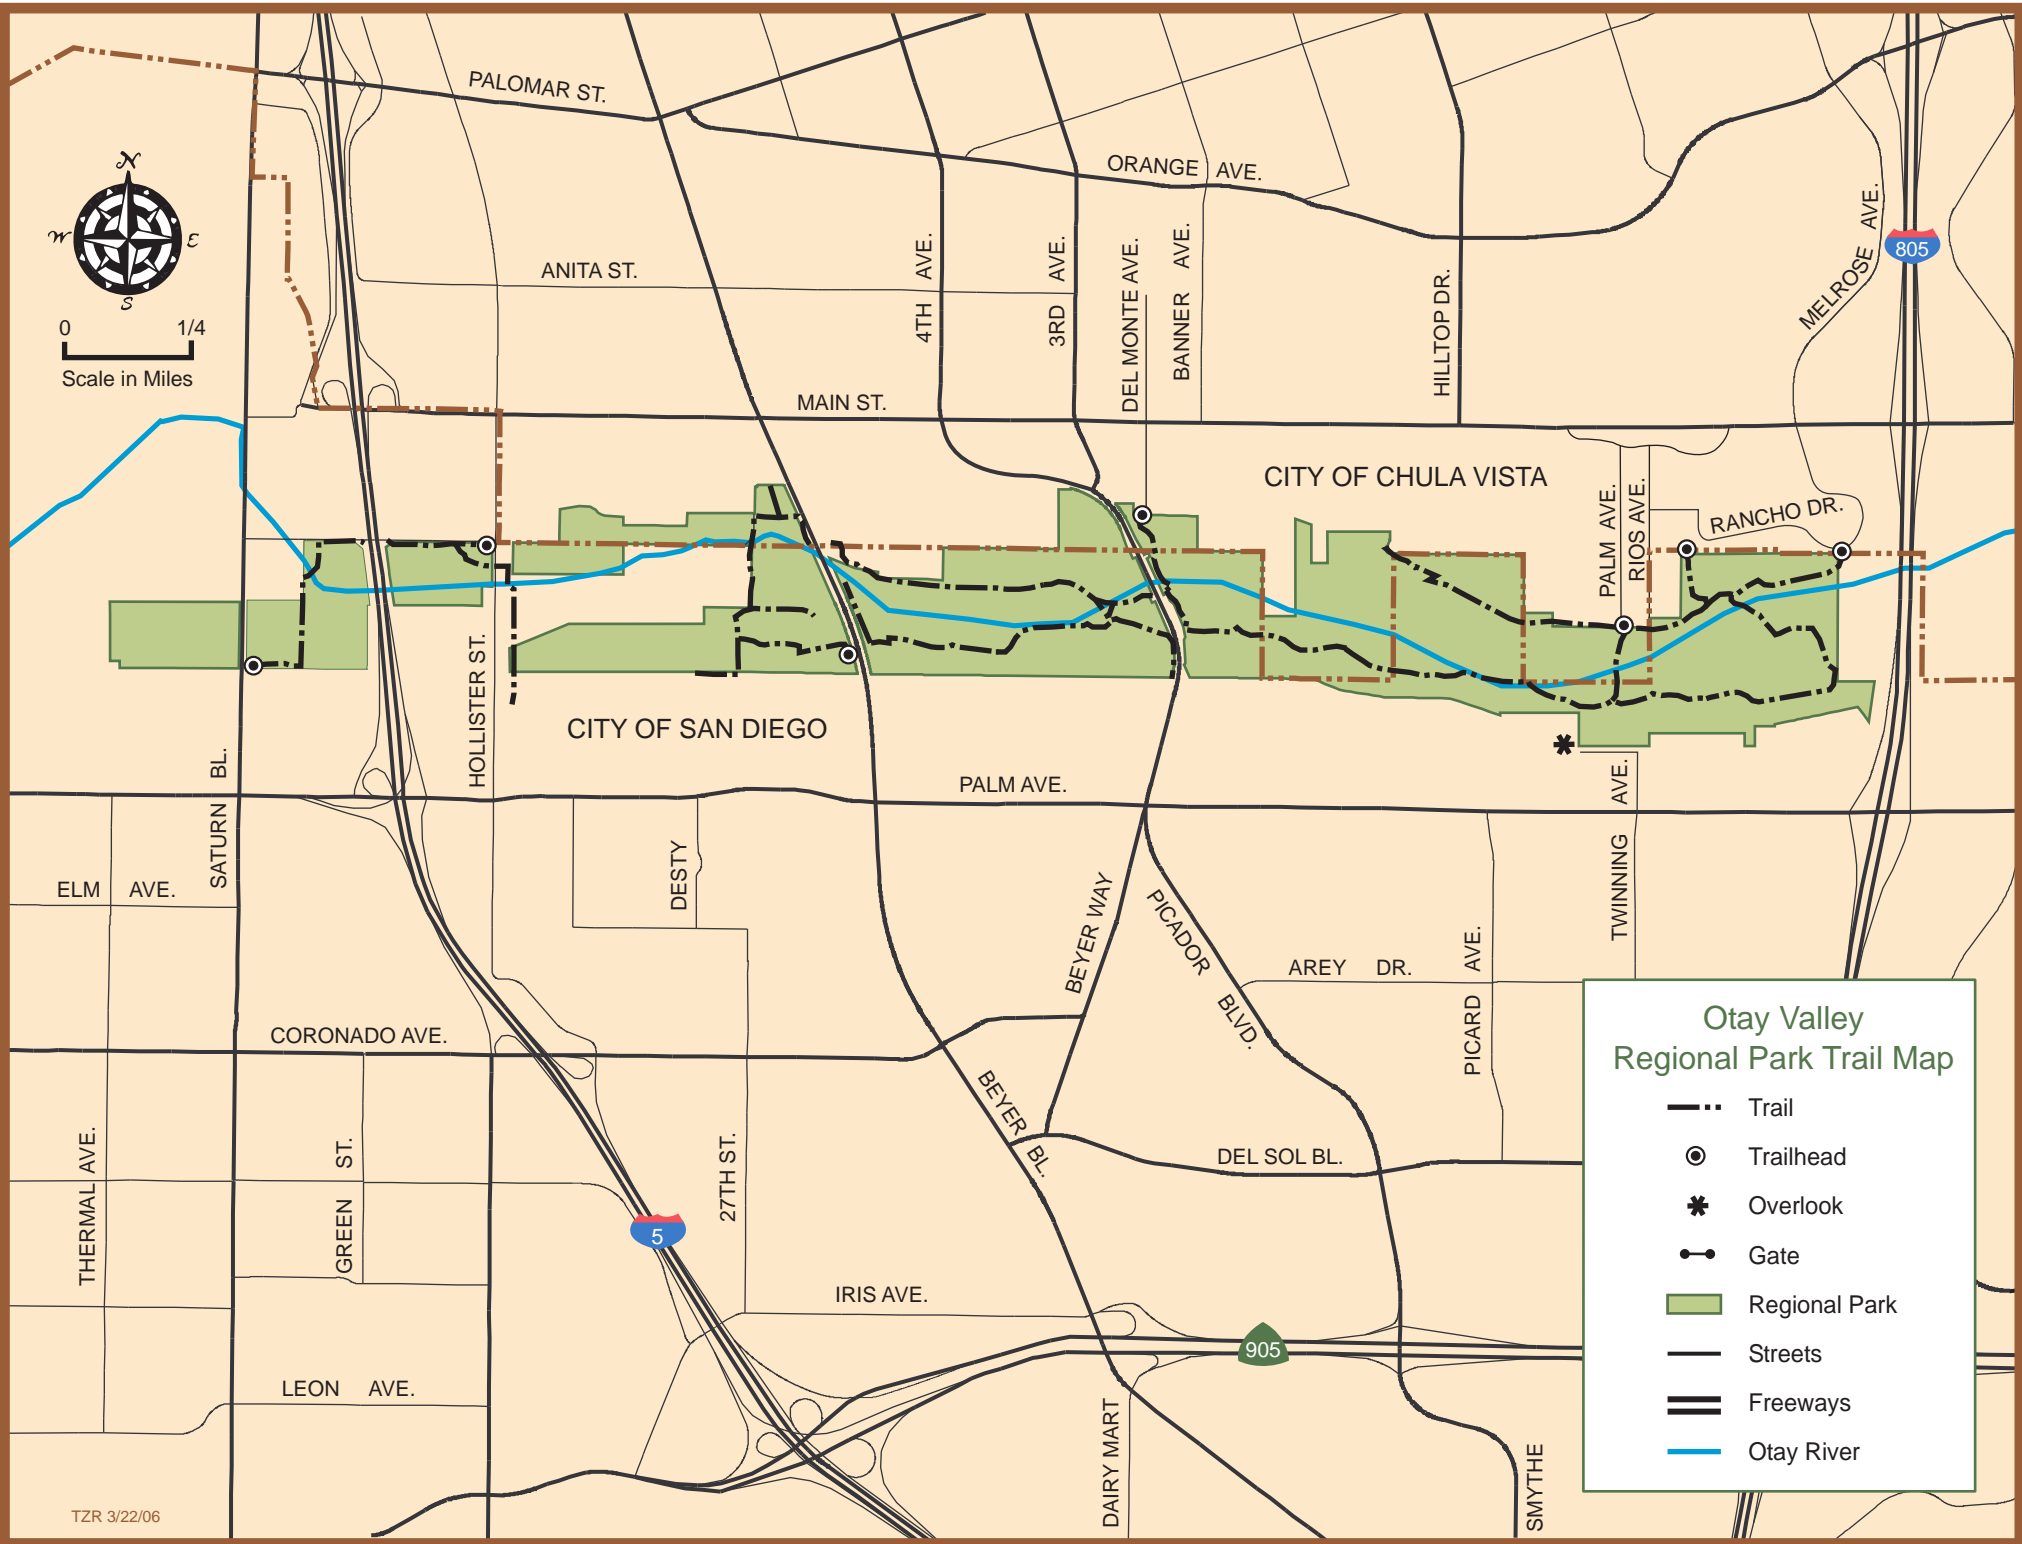 PALOMAR ST.
ORANGE AVE.
N
W
E
S
0 1/4
Scale in Miles
ANITA ST.
4TH AVE.
3RD AVE.
DEL MONTE AVE.
BANNER AVE.
HILLTOP DR.
MELROSE AVE.
805
MAIN ST.
CITY OF CHULA VISTA
PALM AVE.
RIOS AVE.
RANCHO DR.
HOLLISTER ST.
CITY OF SAN DIEGO
SATURN BL.
PALM AVE.
TWINNING AVE.
ELM AVE.
DESTY
BEYER WAY
PICADOR BLVD.
AREY DR.
PICARD AVE.
CORONADO AVE.
BEYER BL.
THERMAL AVE.
GREEN ST.
27TH ST.
DEL SOL BL.
5
IRIS AVE.
905
LEON AVE.
DAIRY MART
SMYTHE
TZR 3/22/06
Otay Valley
Regional Park Trail Map
Trail
Trailhead
Overlook
Gate
Regional Park
Streets
Freeways
Otay River